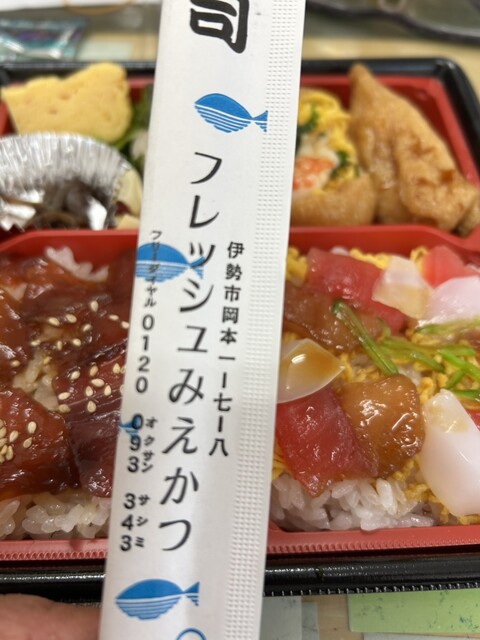 司
フレッシュみえかつ
伊勢市岡本一ー七ー八
フリーダイヤル 0120 093 343
オクサン サシミ